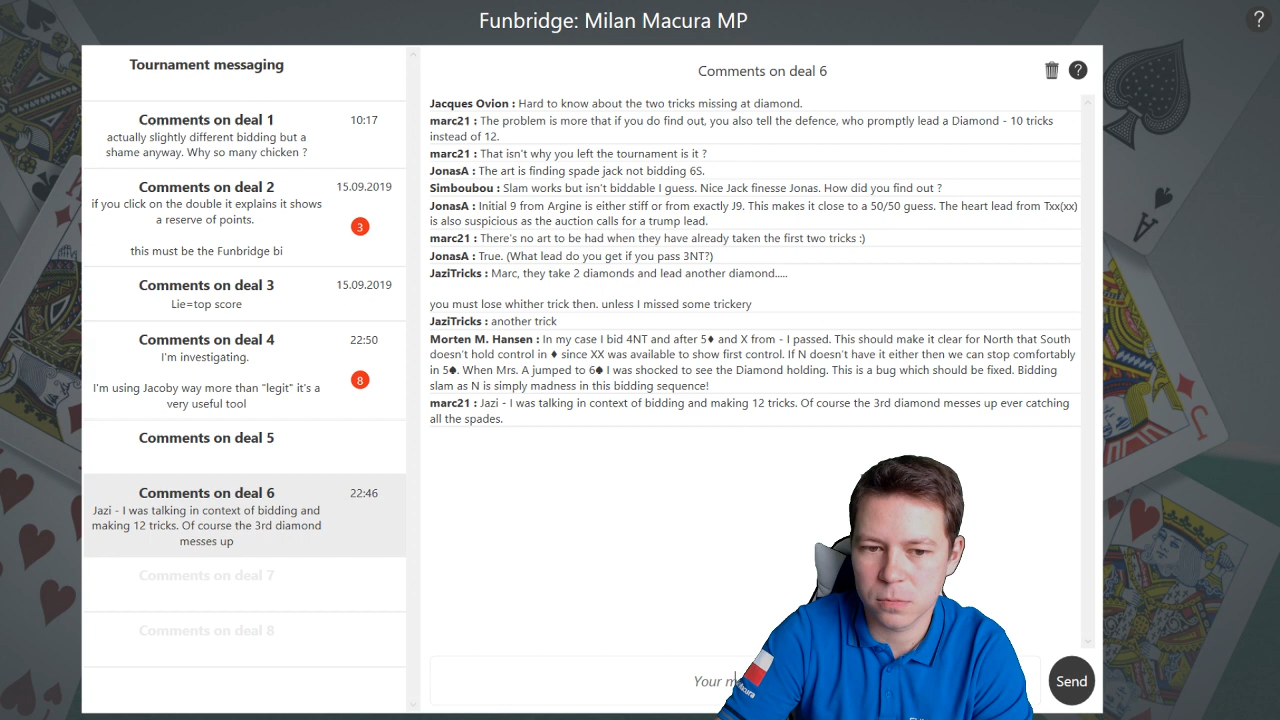 Funbridge: Milan Macura MP
?
Tournament messaging
Comments on deal 1
10:17
actually slightly different bidding but a
shame anyway. Why so many chicken ?
Comments on deal 2
15.09.2019
if you click on the double it explains it shows
a reserve of points.
3
this must be the Funbridge bi
Comments on deal 3
15.09.2019
Lie=top score
Comments on deal 4
22:50
I'm investigating.
8
I'm using Jacoby way more than "legit" it's a
very useful tool
Comments on deal 5
Comments on deal 6
22:46
Jazi - I was talking in context of bidding and
making 12 tricks. Of course the 3rd diamond
messes up
Comments on deal 7
Comments on deal 8
Comments on deal 6
?
Jacques Ovion : Hard to know about the two tricks missing at diamond.
marc21 : The problem is more that if you do find out, you also tell the defence, who promptly lead a Diamond - 10 tricks
instead of 12.
marc21 : That isn't why you left the tournament is it ?
JonasA : The art is finding spade jack not bidding 6S.
Simboubou : Slam works but isn't biddable I guess. Nice Jack finesse Jonas. How did you find out ?
JonasA : Initial 9 from Argine is either stiff or from exactly J9. This makes it close to a 50/50 guess. The heart lead from Txx(xx)
is also suspicious as the auction calls for a trump lead.
marc21 : There's no art to be had when they have already taken the first two tricks :)
JonasA : True. (What lead do you get if you pass 3NT?)
JaziTricks : Marc, they take 2 diamonds and lead another diamond.....
you must lose whither trick then. unless I missed some trickery
JaziTricks : another trick
Morten M. Hansen : In my case I bid 4NT and after 5♦ and X from - I passed. This should make it clear for North that South
doesn't hold control in ♦ since XX was available to show first control. If N doesn't have it either then we can stop comfortably
in 5♠. When Mrs. A jumped to 6♠ I was shocked to see the Diamond holding. This is a bug which should be fixed. Bidding
slam as N is simply madness in this bidding sequence!
marc21 : Jazi - I was talking in context of bidding and making 12 tricks. Of course the 3rd diamond messes up ever catching
all the spades.
Your m
Send
A
J